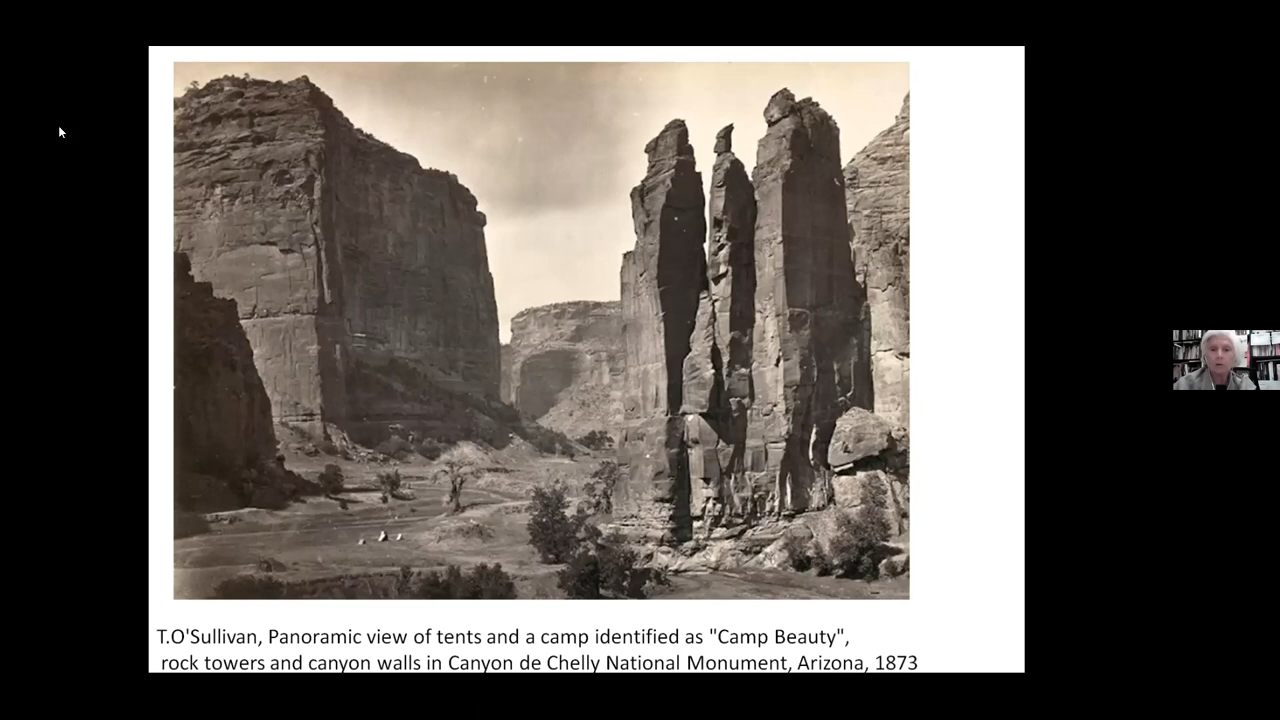 T.O'Sullivan, Panoramic view of tents and a camp identified as "Camp Beauty",
rock towers and canyon walls in Canyon de Chelly National Monument, Arizona, 1873